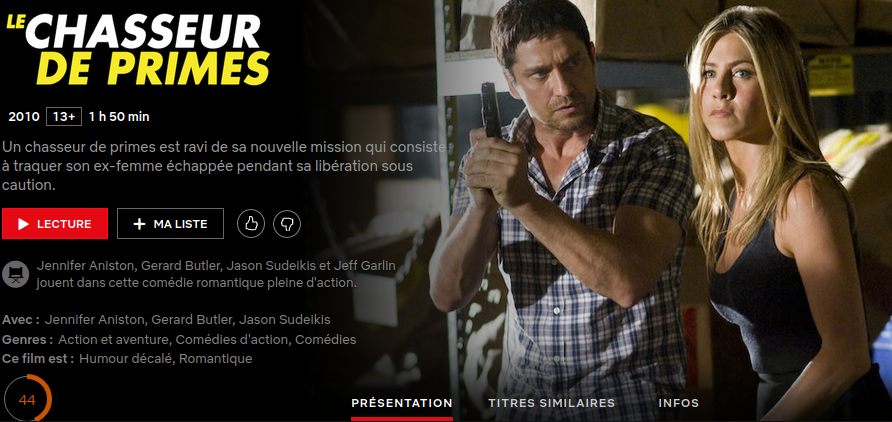 LE CHASSEUR
DE PRIMES
2010 13+ 1 h 50 min
Un chasseur de primes est ravi de sa nouvelle mission qui consiste
à traquer son ex-femme échappée pendant sa libération sous
caution.
LECTURE + MA LISTE
Jennifer Aniston, Gerard Butler, Jason Sudeikis et Jeff Garlin
jouent dans cette comédie romantique pleine d'action.
Avec : Jennifer Aniston, Gerard Butler, Jason Sudeikis
Genres : Action et aventure, Comédies d'action, Comédies
Ce film est : Humour décalé, Romantique
44
PRÉSENTATION TITRES SIMILAIRES INFOS